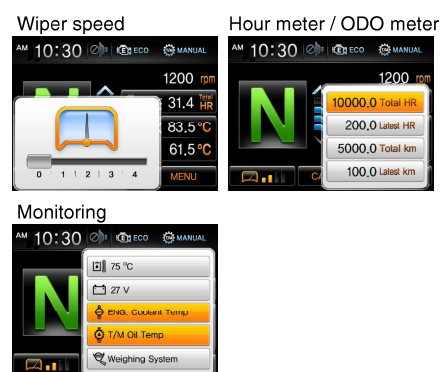 Wiper speed
Hour meter / ODO meter
AM 10:30 ECO MANUAL
AM 10:30 ECO MANUAL
1200 rpm
1200 rpm
N
31.4 Total HR
83.5 °C
61.5 °C
0 1 2 3 4
MENU
N
10000.0 Total HR
200.0 Latest HR
5000.0 Total km
100.0 Latest km
CA
Monitoring
AM 10:30 ECO MANUAL
N
75 °C
27 V
ENG. Coolant Temp
T/M Oil Temp
Weighing System